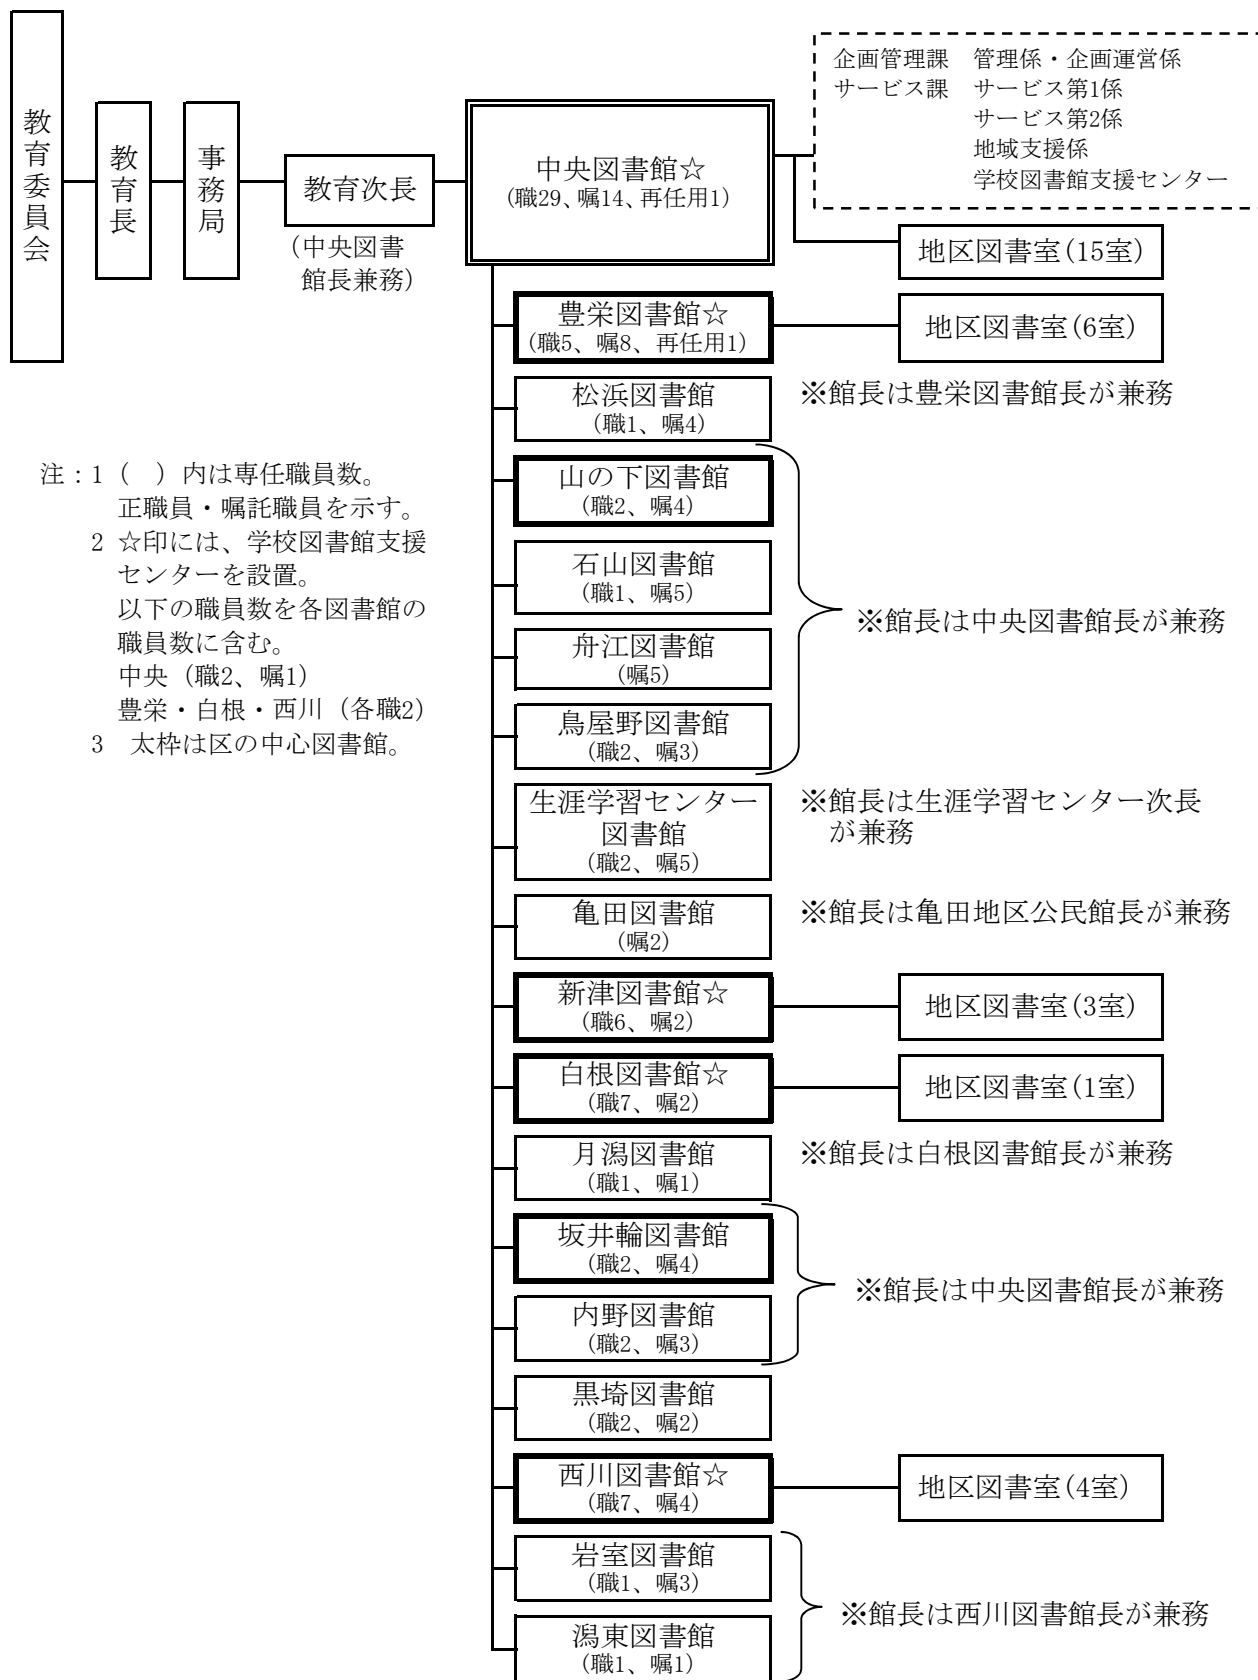 教育委員会
教育長
事務局
教育次長
(中央図書
館長兼務)
中央図書館☆
(職29、嘱14、再任用1)
企画管理課　管理係・企画運営係
サービス課　サービス第1係
サービス第2係
地域支援係
学校図書館支援センター
地区図書室(15室)
豊栄図書館☆
(職5、嘱8、再任用1)
地区図書室(6室)
松浜図書館
(職1、嘱4)
※館長は豊栄図書館長が兼務
注：1 (　) 内は専任職員数。
正職員・嘱託職員を示す。
2 ☆印には、学校図書館支援
センターを設置。
以下の職員数を各図書館の
職員数に含む。
中央（職2、嘱1）
豊栄・白根・西川（各職2）
3　太枠は区の中心図書館。
山の下図書館
(職2、嘱4)
石山図書館
(職1、嘱5)
舟江図書館
(嘱5)
鳥屋野図書館
(職2、嘱3)
※館長は中央図書館長が兼務
生涯学習センター
図書館
(職2、嘱5)
※館長は生涯学習センター次長
が兼務
亀田図書館
(嘱2)
※館長は亀田地区公民館長が兼務
新津図書館☆
(職6、嘱2)
地区図書室(3室)
白根図書館☆
(職7、嘱2)
地区図書室(1室)
月潟図書館
(職1、嘱1)
※館長は白根図書館長が兼務
坂井輪図書館
(職2、嘱4)
内野図書館
(職2、嘱3)
※館長は中央図書館長が兼務
黒埼図書館
(職2、嘱2)
西川図書館☆
(職7、嘱4)
地区図書室(4室)
岩室図書館
(職1、嘱3)
潟東図書館
(職1、嘱1)
※館長は西川図書館長が兼務